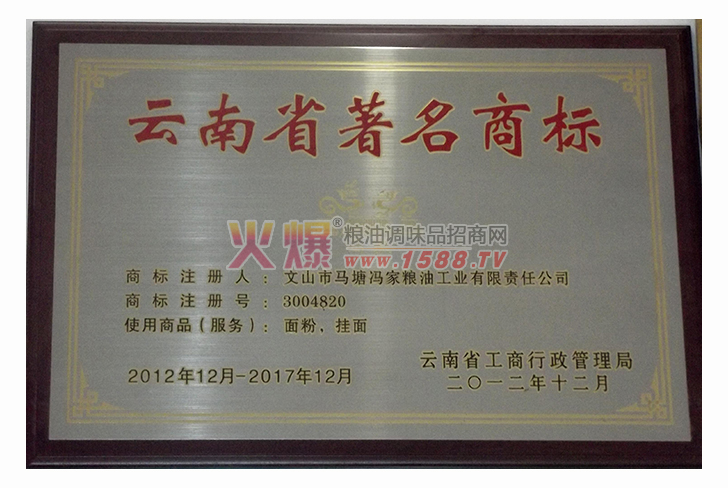 云南省著名商标
火爆®粮油调味品招商网
www.1588.TV
商标注册人：文山市马塘冯家粮油工业有限责任公司
商标注册号：3004820
使用商品（服务）：面粉，挂面
2012年12月-2017年12月
云南省工商行政管理局
二〇一二年十二月